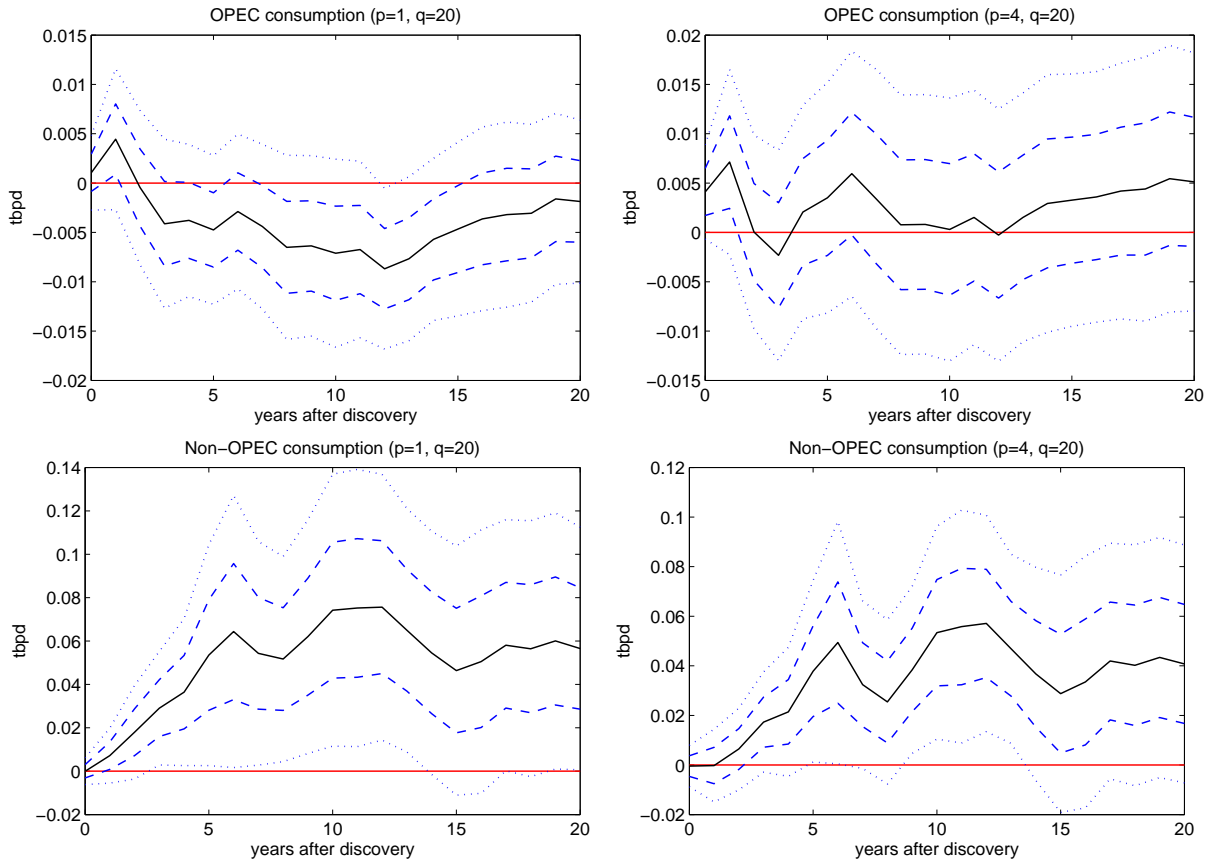 OPEC consumption (p=1, q=20)
tbpd
0.015
0.01
0.005
0
−0.005
−0.01
−0.015
−0.02
0 5 10 15 20
years after discovery
OPEC consumption (p=4, q=20)
tbpd
0.02
0.015
0.01
0.005
0
−0.005
−0.01
−0.015
0 5 10 15 20
years after discovery
Non−OPEC consumption (p=1, q=20)
tbpd
0.14
0.12
0.1
0.08
0.06
0.04
0.02
0
−0.02
0 5 10 15 20
years after discovery
Non−OPEC consumption (p=4, q=20)
tbpd
0.12
0.1
0.08
0.06
0.04
0.02
0
−0.02
0 5 10 15 20
years after discovery